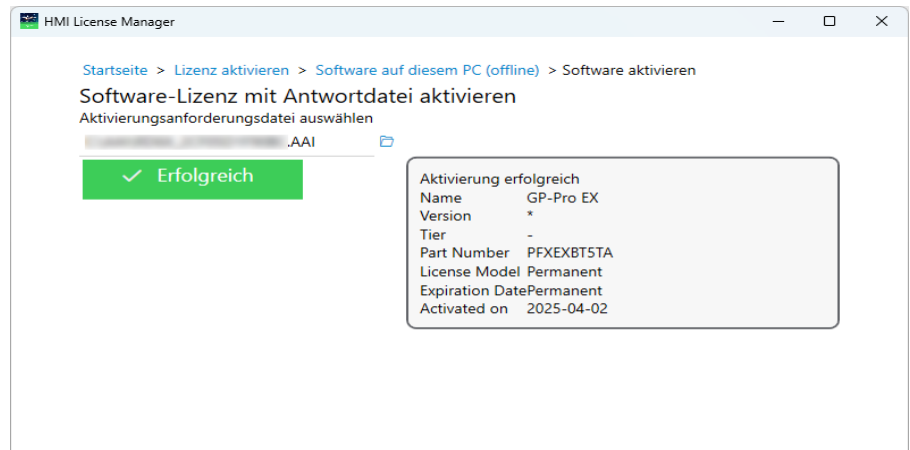 HMI License Manager
Startseite > Lizenz aktivieren > Software auf diesem PC (offline) > Software aktivieren
Software-Lizenz mit Antwortdatei aktivieren
Aktivierungsanforderungsdatei auswählen
.AAI
Erfolgreich
Aktivierung erfolgreich
Name GP-Pro EX
Version *
Tier -
Part Number PFXEXBT5TA
License Model Permanent
Expiration DatePermanent
Activated on 2025-04-02